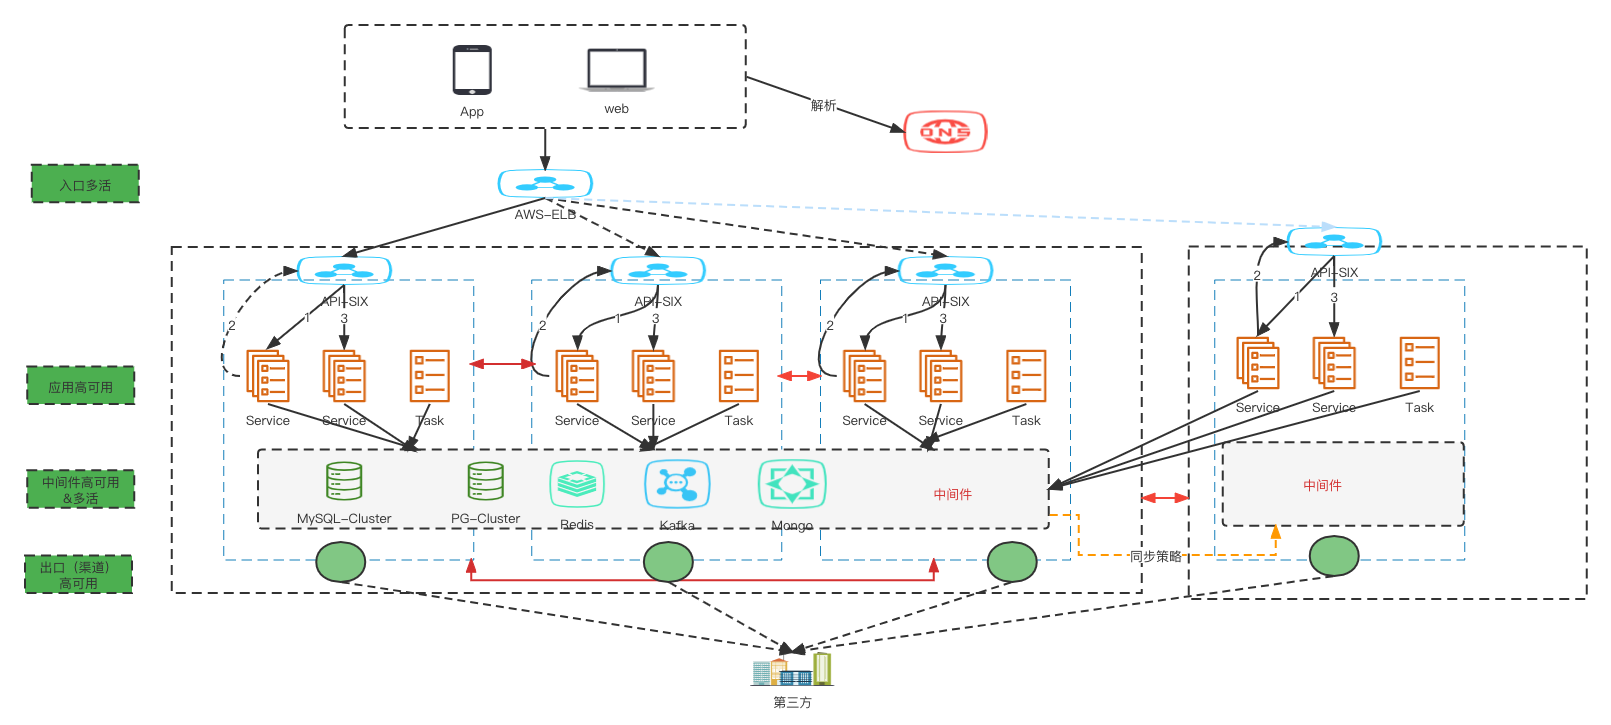 App
web
解析
DNS
入口多活
AWS-ELB
API-SIX
API-SIX
API-SIX
API-SIX
2
1
3
2
1
3
2
1
3
2
1
3
应用高可用
Service
Service
Task
Service
Service
Task
Service
Service
Task
Service
Service
Task
中间件高可用
&多活
MySQL-Cluster
PG-Cluster
Redis
Kafka
Mongo
中间件
中间件
同步策略
出口（渠道）
高可用
第三方